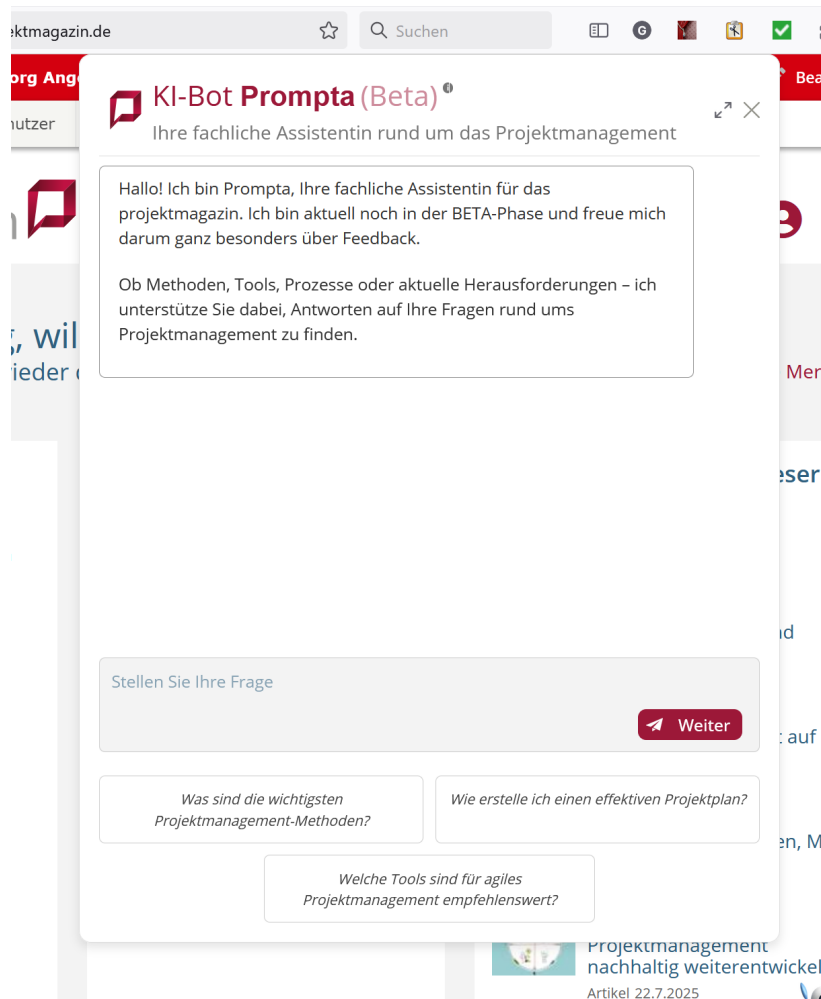 ektmagazin.de
Suchen
G
org Ang
Bea
nutzer
KI-Bot Prompta (Beta)
Ihre fachliche Assistentin rund um das Projektmanagement
Hallo! Ich bin Prompta, Ihre fachliche Assistentin für das
projektmagazin. Ich bin aktuell noch in der BETA-Phase und freue mich
darum ganz besonders über Feedback.
Ob Methoden, Tools, Prozesse oder aktuelle Herausforderungen – ich
unterstütze Sie dabei, Antworten auf Ihre Fragen rund ums
Projektmanagement zu finden.
, wil
ieder
Mer
eser
nd
auf
en, M
Stellen Sie Ihre Frage
Weiter
Was sind die wichtigsten
Projektmanagement-Methoden?
Wie erstelle ich einen effektiven Projektplan?
Welche Tools sind für agiles
Projektmanagement empfehlenswert?
Projektmanagement
nachhaltig weiterentwickel
Artikel 22.7.2025